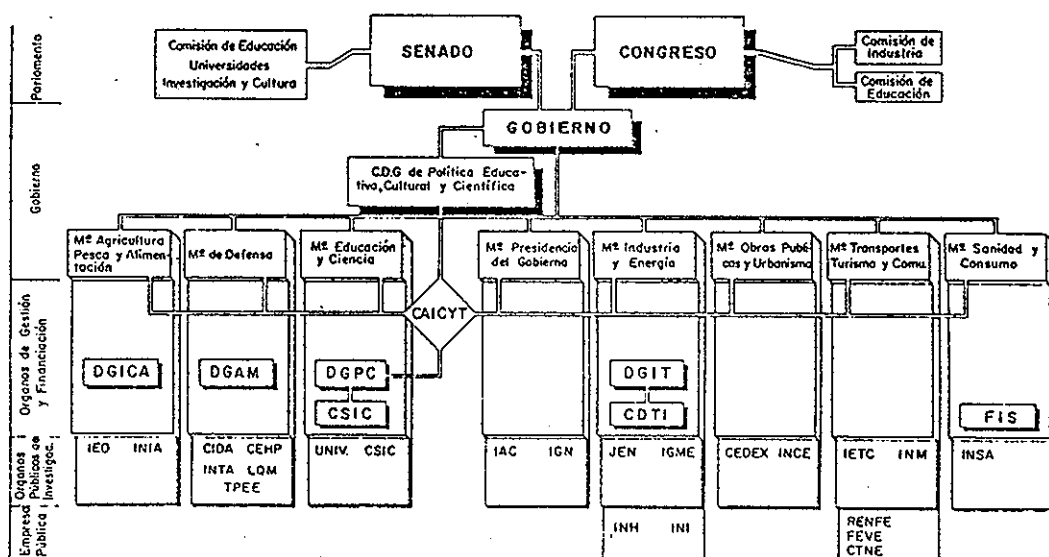 Parlamento
Comisión de Educación
Universidades
Investigación y Cultura
SENADO
CONGRESO
Comisión de
Industria
Comisión de
Educación
Gobierno
GOBIERNO
C.D.G de Política Educa-
tiva, Cultural y Científica
Mº Agricultura
Pesca y Alimen-
tación
Mº de Defensa
Mº Educación
y Ciencia
Mº Presidencia
del Gobierno
Mº Industria
y Energía
Mº Obras Públi-
cas y Urbanismo
Mº Transportes
Turismo y Comu.
Mº Sanidad y
Consumo
CAICYT
Organos de Gestión
y Financiación
DGICA
DGAM
DGPC
CSIC
DGIT
CDTI
FIS
Organos
Públicos de
Investigac.
IEO INIA
CIDA CEHP
INTA LQM
TPEE
UNIV. CSIC
IAC IGN
JEN IGME
CEDEX INCE
IETC INM
INSA
Empresa
Pública
INH INI
RENFE
FEVE
CTNE